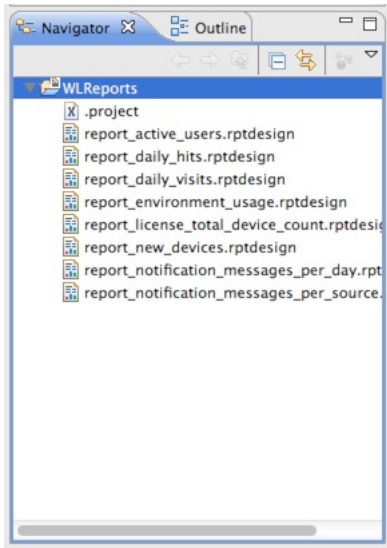 Navigator Outline
WLReports
.project
report_active_users.rptdesign
report_daily_hits.rptdesign
report_daily_visits.rptdesign
report_environment_usage.rptdesign
report_license_total_device_count.rptdesig
report_new_devices.rptdesign
report_notification_messages_per_day.rpt
report_notification_messages_per_source.